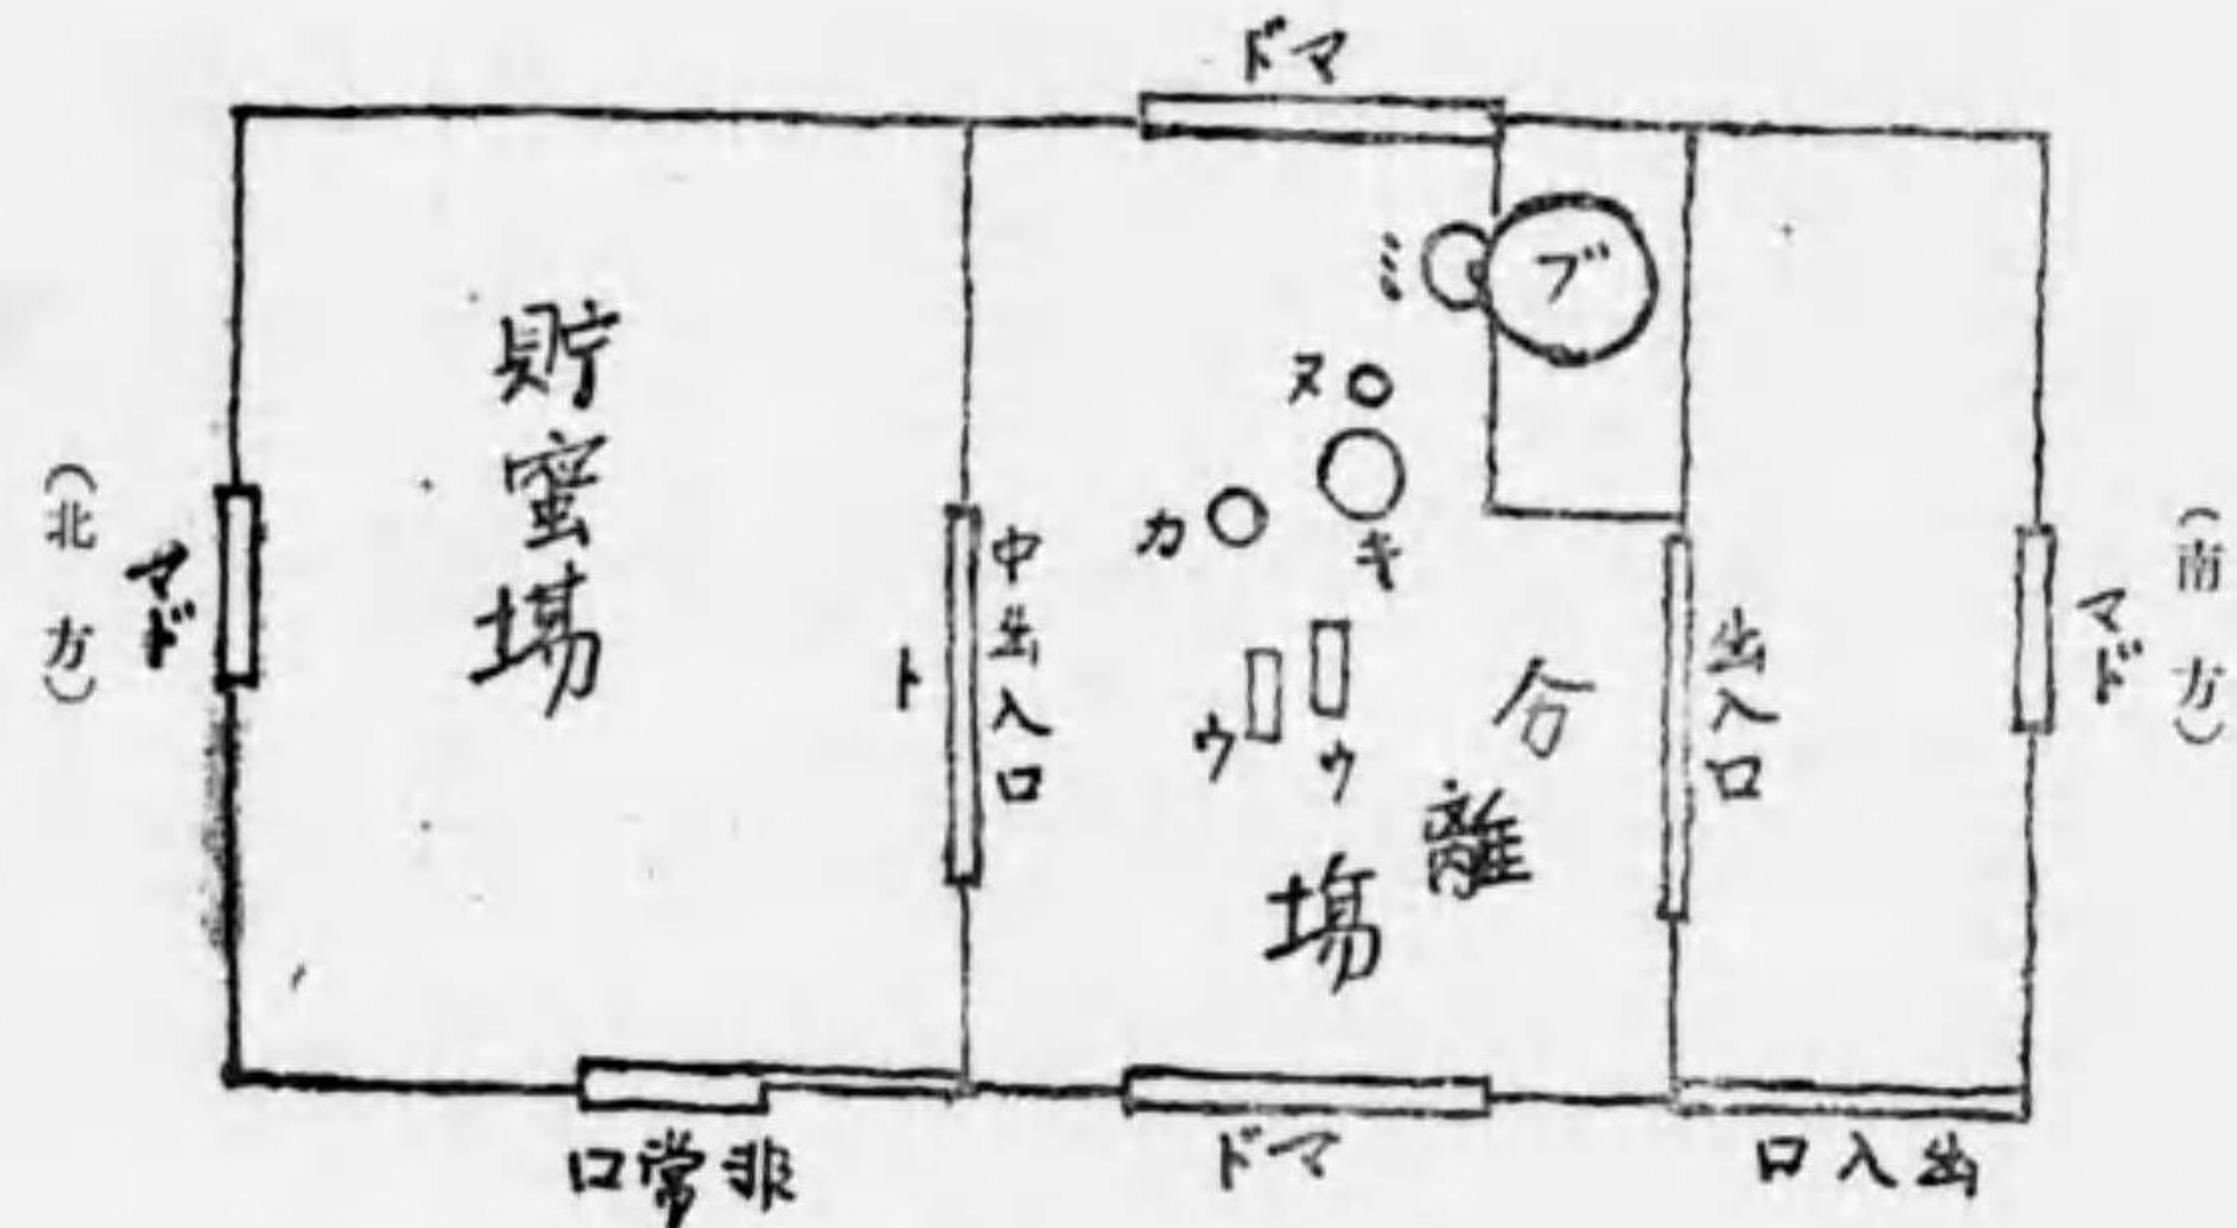 マド
(南方)
マド
出入口
出入口
ブ
ミ
ヌ
キ
カ
ウ
ウ
分離場
マド
中出入口
ト
貯蜜場
非常口
マド
(北方)